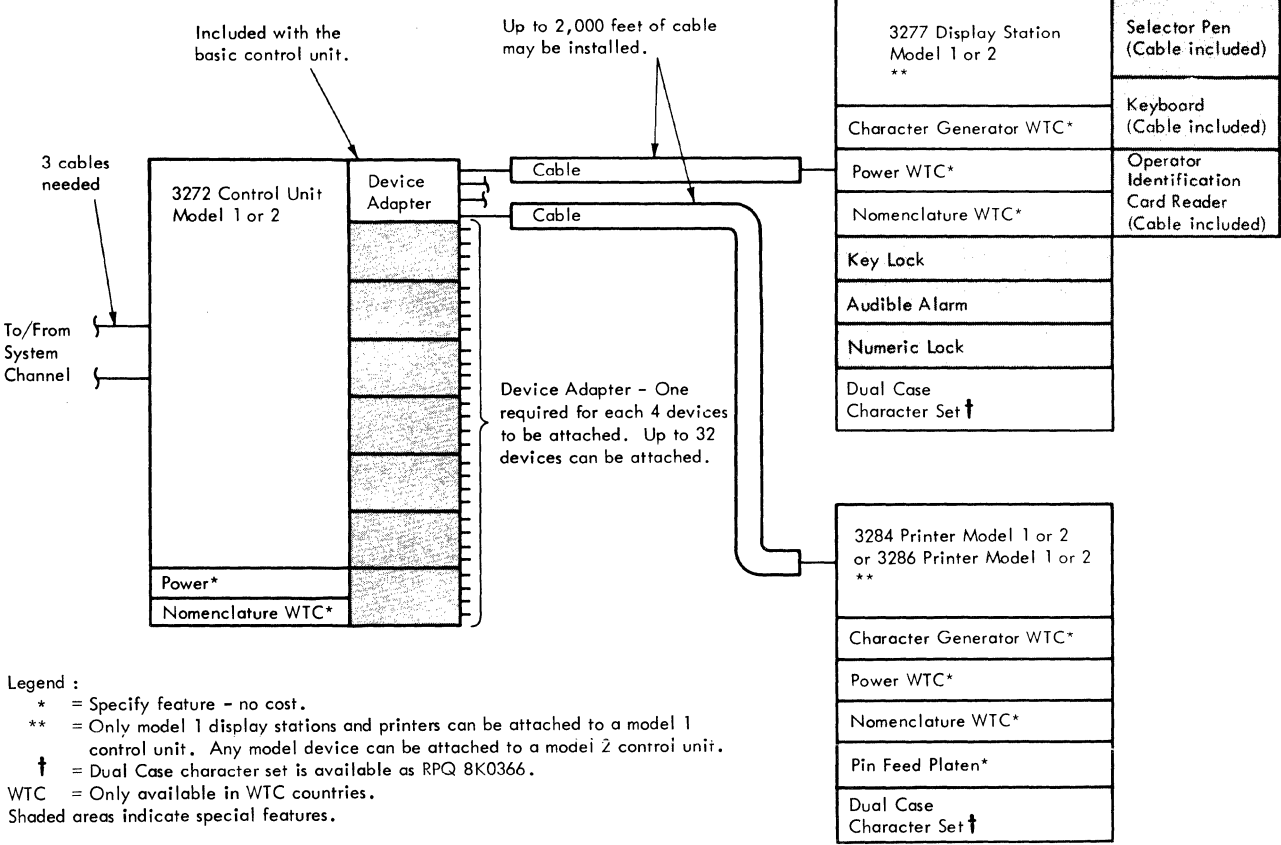 Included with the
basic control unit.
Up to 2,000 feet of cable
may be installed.
3277 Display Station
Model 1 or 2
**
Selector Pen
(Cable included)
Keyboard
(Cable included)
Operator
Identification
Card Reader
(Cable included)
Character Generator WTC*
Power WTC*
Nomenclature WTC*
Key Lock
Audible Alarm
Numeric Lock
Dual Case
Character Set†
3 cables
needed
3272 Control Unit
Model 1 or 2
Device
Adapter
Cable
Cable
To/From
System
Channel
Device Adapter - One
required for each 4 devices
to be attached. Up to 32
devices can be attached.
Power*
Nomenclature WTC*
3284 Printer Model 1 or 2
or 3286 Printer Model 1 or 2
**
Character Generator WTC*
Power WTC*
Nomenclature WTC*
Pin Feed Platen*
Dual Case
Character Set†
Legend :
* = Specify feature - no cost.
** = Only model 1 display stations and printers can be attached to a model 1
control unit. Any model device can be attached to a model 2 control unit.
† = Dual Case character set is available as RPQ 8K0366.
WTC = Only available in WTC countries.
Shaded areas indicate special features.